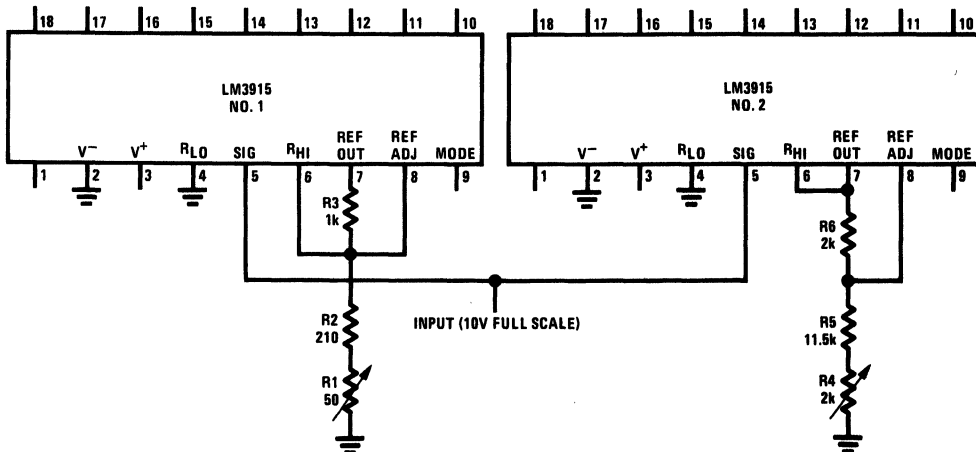 18 17 16 15 14 13 12 11 10
18 17 16 15 14 13 12 11 10
LM3915
NO. 1
LM3915
NO. 2
V− V+ RLO SIG RHI REF OUT REF ADJ MODE
V− V+ RLO SIG RHI REF OUT REF ADJ MODE
1 2 3 4 5 6 7 8 9
1 2 3 4 5 6 7 8 9
R3
1k
R6
2k
INPUT (10V FULL SCALE)
R2
210
R5
11.5k
R1
50
R4
2k